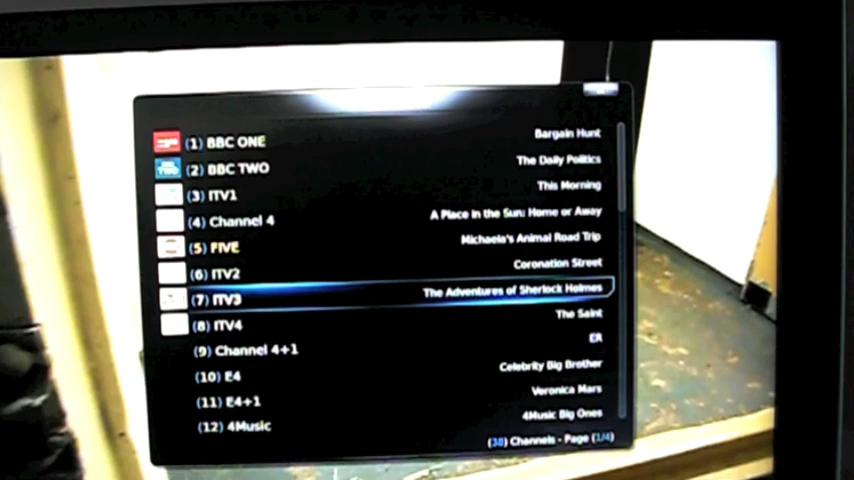 (1) BBC ONE Bargain Hunt
TWO (2) BBC TWO The Daily Politics
(3) ITV1 This Morning
(4) Channel 4 A Place in the Sun: Home or Away
(5) FIVE Michaela's Animal Road Trip
(6) ITV2 Coronation Street
(7) ITV3 The Adventures of Sherlock Holmes
(8) ITV4 The Saint
(9) Channel 4+1 ER
(10) E4 Celebrity Big Brother
(11) E4+1 Veronica Mars
(12) 4Music 4Music Big Ones
(38) Channels - Page (1/4)